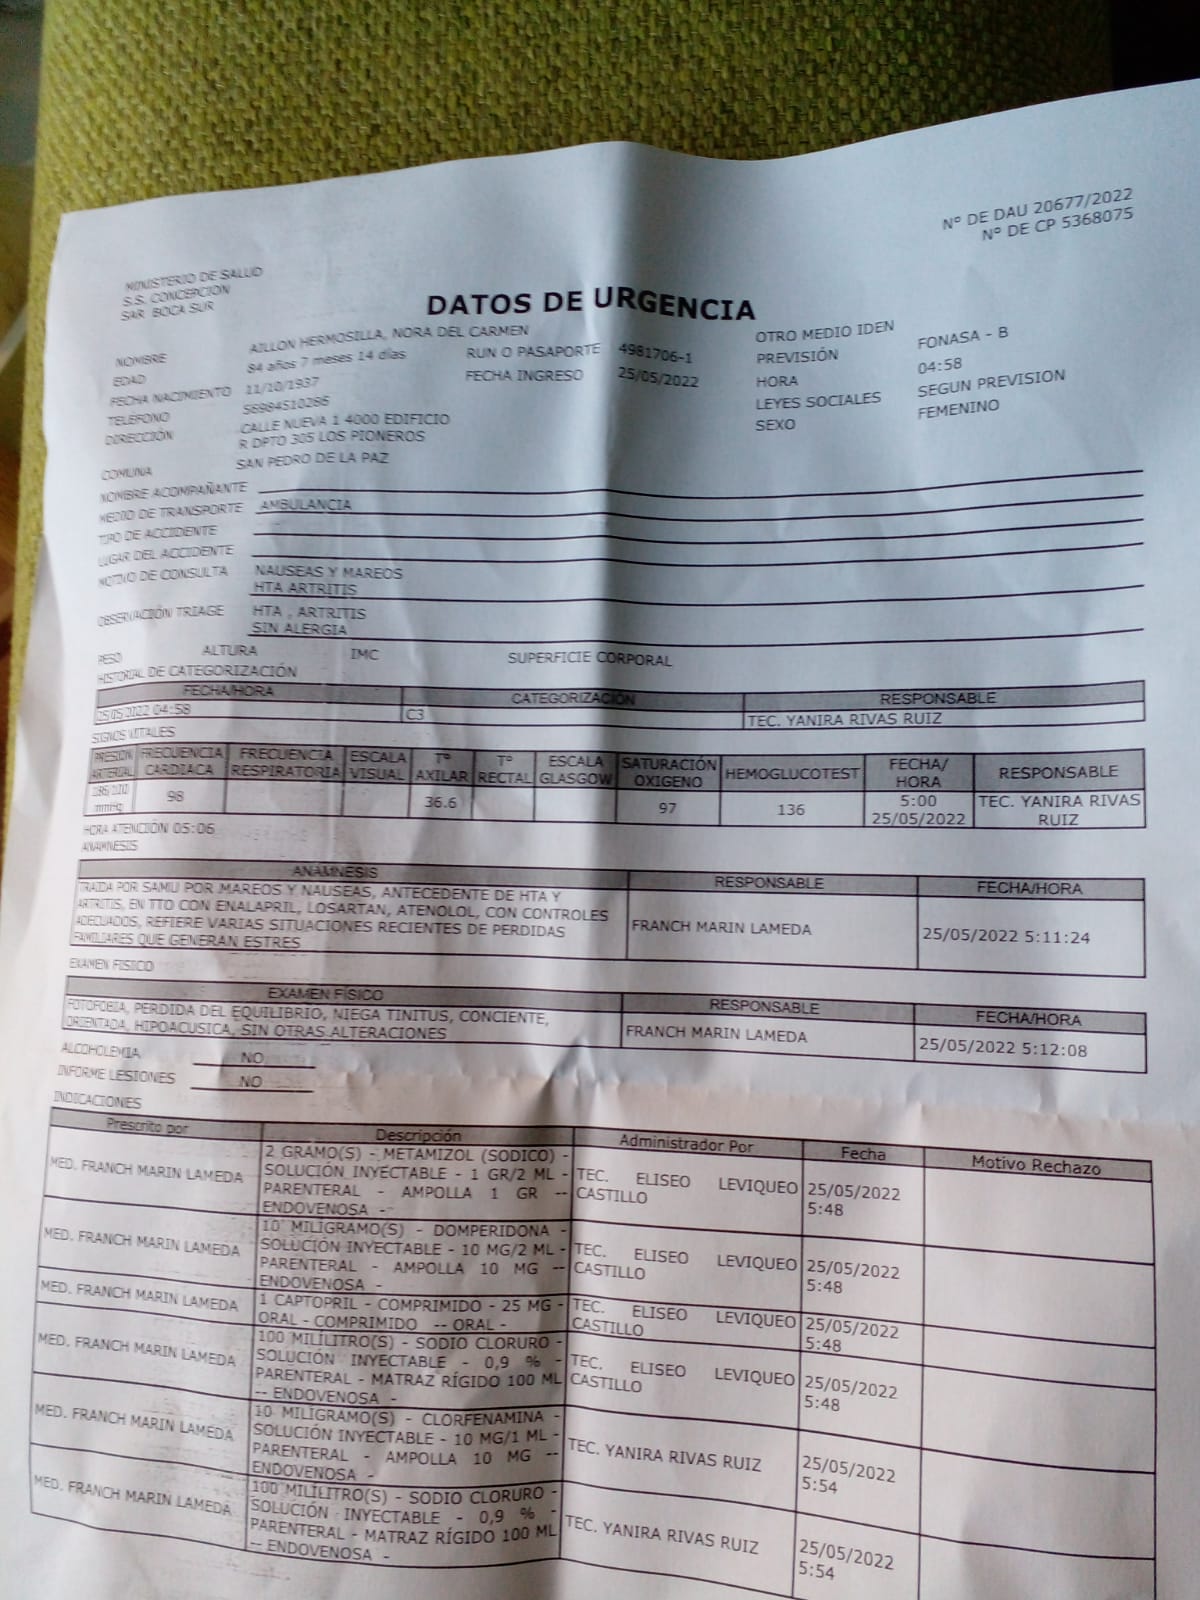 Nº DE DAU 20677/2022
Nº DE CP 5368075
MINISTERIO DE SALUD
S.S. CONCEPCION
SAR BOCA SUR
DATOS DE URGENCIA
NOMBRE AILLON HERMOSILLA, NORA DEL CARMEN OTRO MEDIO IDEN
EDAD 84 años 7 meses 14 dias RUN O PASAPORTE 4981706-1 PREVISIÓN FONASA - B
FECHA NACIMIENTO 11/10/1937 FECHA INGRESO 25/05/2022 HORA 04:58
TELEFONO 56984510286 LEYES SOCIALES SEGUN PREVISION
DIRECCIÓN CALLE NUEVA 1 4000 EDIFICIO SEXO FEMENINO
R DPTO 305 LOS PIONEROS
COMUNA SAN PEDRO DE LA PAZ
NOMBRE ACOMPAÑANTE
MEDIO DE TRANSPORTE AMBULANCIA
TIPO DE ACCIDENTE
LUGAR DEL ACCIDENTE
MOTIVO DE CONSULTA NAUSEAS Y MAREOS
HTA ARTRITIS
OBSERVACIÓN TRIAGE HTA , ARTRITIS
SIN ALERGIA
PESO ALTURA IMC SUPERFICIE CORPORAL
HISTORIAL DE CATEGORIZACIÓN
FECHA/HORA CATEGORIZACIÓN RESPONSABLE
25/05/2022 04:58 C3 TEC. YANIRA RIVAS RUIZ
SIGNOS VITALES
PRESION FRECUENCIA FRECUENCIA ESCALA Tº Tº ESCALA SATURACIÓN HEMOGLUCOTEST FECHA/ RESPONSABLE
ARTERIAL CARDIACA RESPIRATORIA VISUAL AXILAR RECTAL GLASGOW OXIGENO HORA
mmHg 98 36.6 97 136 5:00 TEC. YANIRA RIVAS
25/05/2022 RUIZ
HORA ATENCIÓN 05:06
ANAMNESIS
ANAMNESIS RESPONSABLE FECHA/HORA
TRAIDA POR SAMU POR MAREOS Y NAUSEAS, ANTECEDENTE DE HTA Y
ARTRITIS, EN TTO CON ENALAPRIL, LOSARTAN, ATENOLOL, CON CONTROLES
ADECUADOS, REFIERE VARIAS SITUACIONES RECIENTES DE PERDIDAS
FAMILIARES QUE GENERAN ESTRES
FRANCH MARIN LAMEDA 25/05/2022 5:11:24
EXAMEN FISICO
EXAMEN FÍSICO RESPONSABLE FECHA/HORA
FOTOFOBIA, PERDIDA DEL EQUILIBRIO, NIEGA TINITUS, CONCIENTE,
ORIENTADA, HIPOACUSICA, SIN OTRAS ALTERACIONES
FRANCH MARIN LAMEDA 25/05/2022 5:12:08
ALCOHOLEMIA NO
INFORME LESIONES NO
INDICACIONES
Prescrito por Descripción Administrador Por Fecha Motivo Rechazo
MED. FRANCH MARIN LAMEDA
2 GRAMO(S) - METAMIZOL (SODICO) -
SOLUCIÓN INYECTABLE - 1 GR/2 ML -
PARENTERAL - AMPOLLA 1 GR --
ENDOVENOSA -
TEC. ELISEO LEVIQUEO
CASTILLO
25/05/2022
5:48
MED. FRANCH MARIN LAMEDA
10 MILIGRAMO(S) - DOMPERIDONA -
SOLUCIÓN INYECTABLE - 10 MG/2 ML -
PARENTERAL - AMPOLLA 10 MG --
ENDOVENOSA -
TEC. ELISEO LEVIQUEO
CASTILLO
25/05/2022
5:48
MED. FRANCH MARIN LAMEDA
1 CAPTOPRIL - COMPRIMIDO - 25 MG -
ORAL - COMPRIMIDO -- ORAL -
TEC. ELISEO LEVIQUEO
CASTILLO
25/05/2022
5:48
MED. FRANCH MARIN LAMEDA
100 MILILITRO(S) - SODIO CLORURO -
SOLUCIÓN INYECTABLE - 0,9 % -
PARENTERAL - MATRAZ RÍGIDO 100 ML
-- ENDOVENOSA -
TEC. ELISEO LEVIQUEO
CASTILLO
25/05/2022
5:48
MED. FRANCH MARIN LAMEDA
10 MILIGRAMO(S) - CLORFENAMINA -
SOLUCIÓN INYECTABLE - 10 MG/1 ML -
PARENTERAL - AMPOLLA 10 MG --
ENDOVENOSA -
TEC. YANIRA RIVAS RUIZ
25/05/2022
5:54
MED. FRANCH MARIN LAMEDA
100 MILILITRO(S) - SODIO CLORURO -
SOLUCIÓN INYECTABLE - 0,9 % -
PARENTERAL - MATRAZ RÍGIDO 100 ML
-- ENDOVENOSA -
TEC. YANIRA RIVAS RUIZ
25/05/2022
5:54